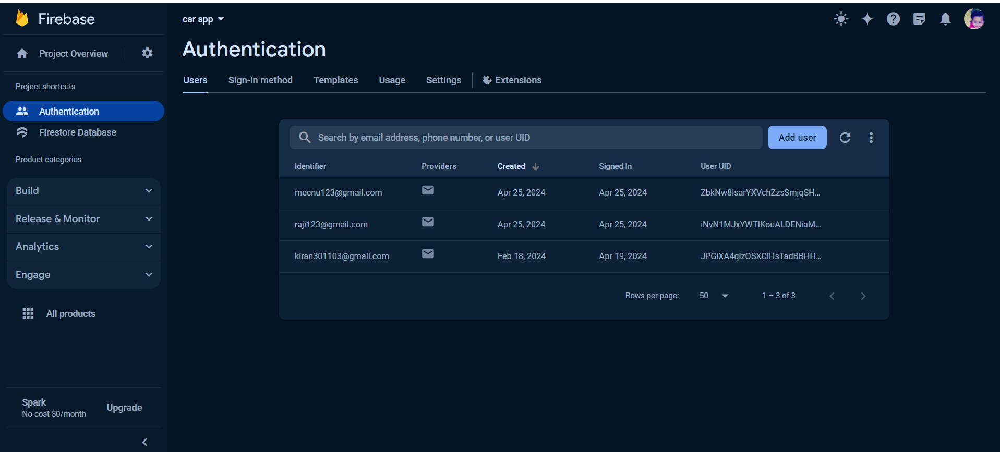 Firebase
car app
Project Overview
Authentication
Users
Sign-in method
Templates
Usage
Settings
Extensions
Project shortcuts
Authentication
Firestore Database
Product categories
Build
Release & Monitor
Analytics
Engage
All products
Spark
No-cost $0/month
Upgrade
Search by email address, phone number, or user UID
Add user
Identifier Providers Created Signed In User UID
meenu123@gmail.com Apr 25, 2024 Apr 25, 2024 ZbkNw8IsarYXVchZzsSmjqSH...
raji123@gmail.com Apr 25, 2024 Apr 25, 2024 iNvN1MJxYWTIKouALDENiaM...
kiran301103@gmail.com Feb 18, 2024 Apr 19, 2024 JPGIXA4qIzOSXCiHsTadBBHH...
Rows per page: 50 1 – 3 of 3